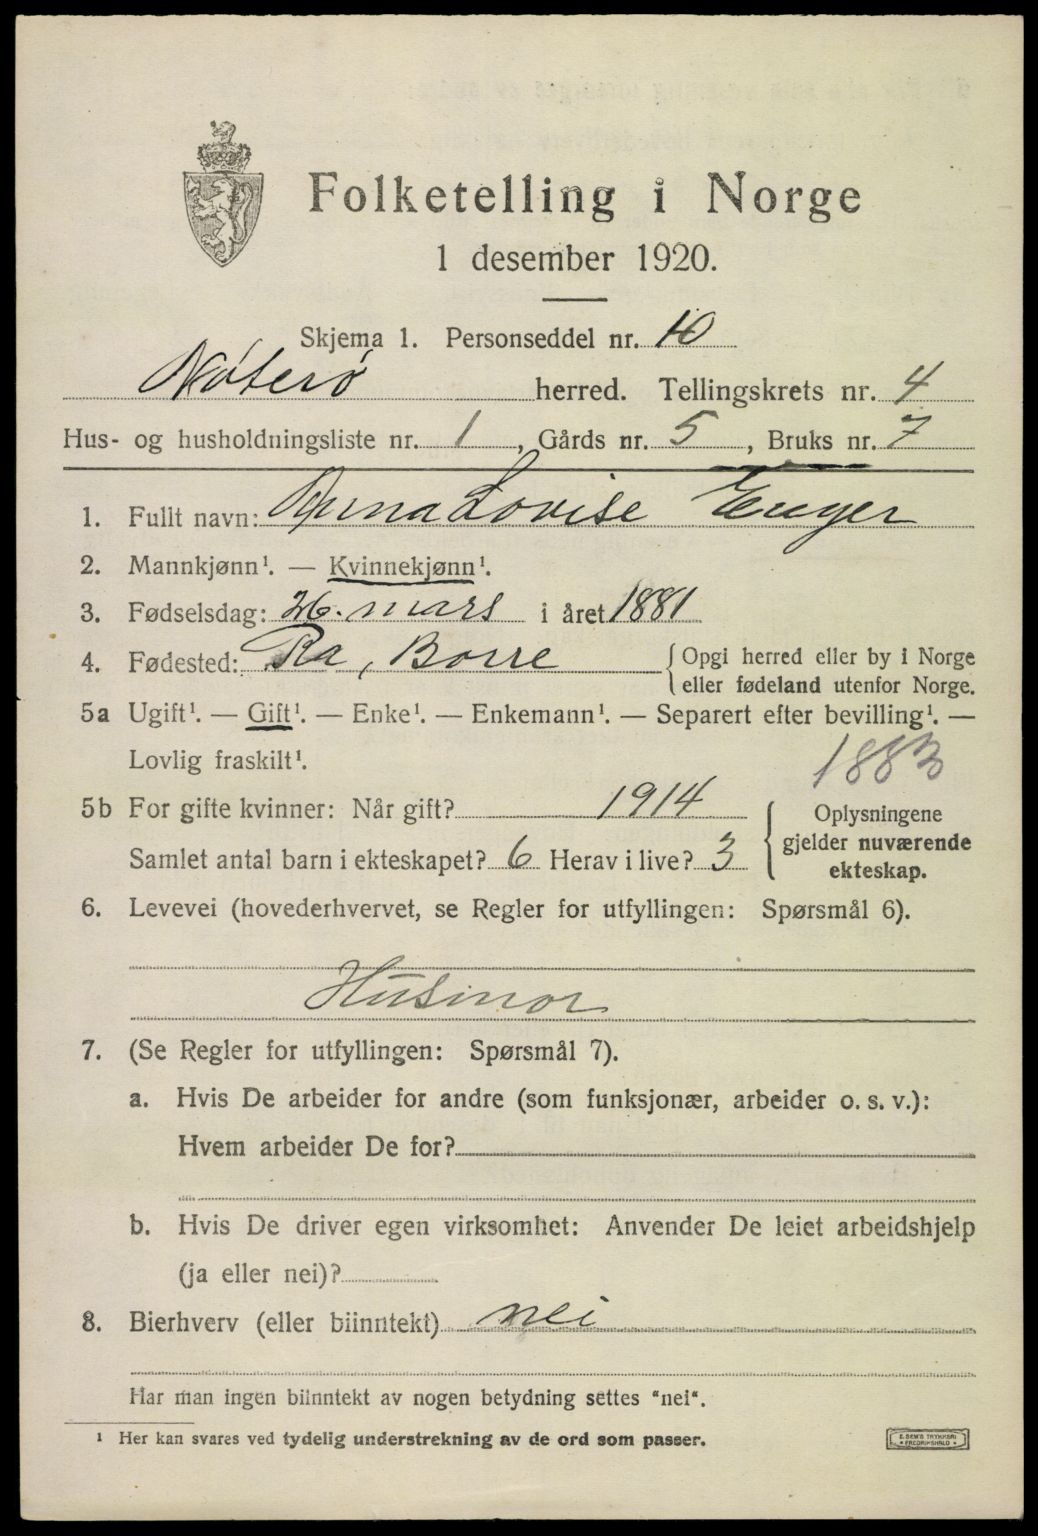 Folketelling i Norge
1 desember 1920.
Skjema 1. Personseddel nr. 10
Nøterø herred. Tellingskrets nr. 4
Hus- og husholdningsliste nr. 1, Gårds nr. 5, Bruks nr. 7
1. Fullt navn: Anna Lovise Enger
2. Mannkjønn¹. — Kvinnekjønn¹.
3. Fødselsdag: 26. mars i året 1881
4. Fødested: Ra, Borre {Opgi herred eller by i Norge
eller fødeland utenfor Norge.
5a Ugift¹. — Gift¹. — Enke¹. — Enkemann¹. — Separert efter bevilling¹. —
Lovlig fraskilt¹.
1883
5b For gifte kvinner: Når gift? 1914
Samlet antal barn i ekteskapet? 6 Herav i live? 3
{Oplysningene
gjelder nuværende
ekteskap.
6. Levevei (hovederhvervet, se Regler for utfyllingen: Spørsmål 6).
Husmor
7. (Se Regler for utfyllingen: Spørsmål 7).
a. Hvis De arbeider for andre (som funksjonær, arbeider o. s. v.):
Hvem arbeider De for?
b. Hvis De driver egen virksomhet: Anvender De leiet arbeidshjelp
(ja eller nei)?
8. Bierhverv (eller biinntekt) nei
Har man ingen biinntekt av nogen betydning settes "nei".
¹ Her kan svares ved tydelig understrekning av de ord som passer.
E. SEM'S TRYKKERI
• FREDRIKSHALD •